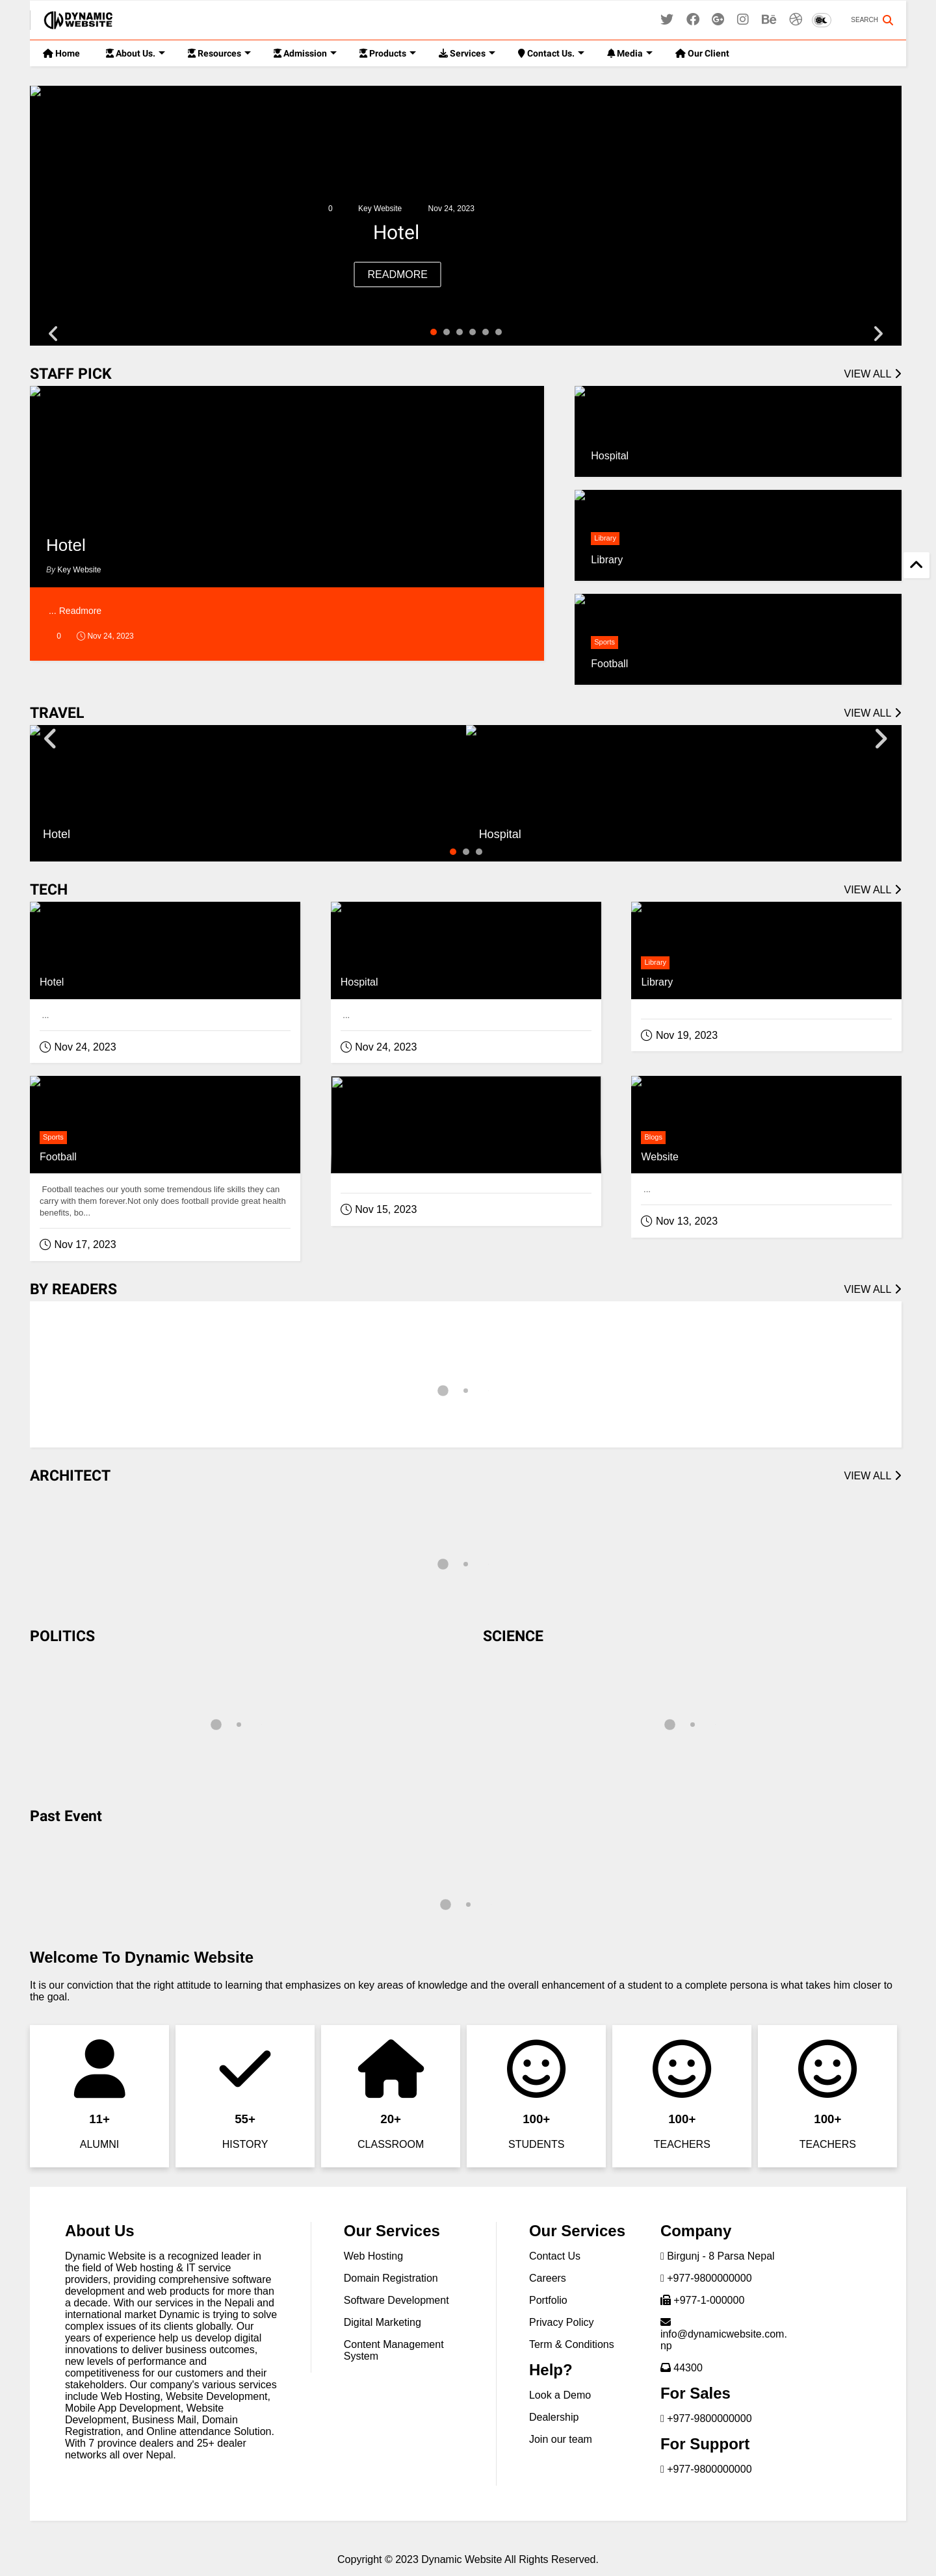 DYNAMIC
WEBSITE
SEARCH
Home
About Us.
Resources
Admission
Products
Services
Contact Us.
Media
Our Client
0 Key Website Nov 24, 2023
Hotel
READMORE
STAFF PICK
VIEW ALL
Hotel
By Key Website
... Readmore
0 Nov 24, 2023
Hospital
Library
Library
Sports
Football
TRAVEL
VIEW ALL
Hotel
Hospital
TECH
VIEW ALL
Hotel
...
Nov 24, 2023
Hospital
...
Nov 24, 2023
Library
Library
Nov 19, 2023
Sports
Football
Football teaches our youth some tremendous life skills they can
carry with them forever.Not only does football provide great health
benefits, bo...
Nov 17, 2023
Nov 15, 2023
Blogs
Website
...
Nov 13, 2023
BY READERS
VIEW ALL
ARCHITECT
VIEW ALL
POLITICS
SCIENCE
Past Event
Welcome To Dynamic Website
It is our conviction that the right attitude to learning that emphasizes on key areas of knowledge and the overall enhancement of a student to a complete persona is what takes him closer to
the goal.
11+
ALUMNI
55+
HISTORY
20+
CLASSROOM
100+
STUDENTS
100+
TEACHERS
100+
TEACHERS
About Us
Dynamic Website is a recognized leader in
the field of Web hosting & IT service
providers, providing comprehensive software
development and web products for more than
a decade. With our services in the Nepali and
international market Dynamic is trying to solve
complex issues of its clients globally. Our
years of experience help us develop digital
innovations to deliver business outcomes,
new levels of performance and
competitiveness for our customers and their
stakeholders. Our company's various services
include Web Hosting, Website Development,
Mobile App Development, Website
Development, Business Mail, Domain
Registration, and Online attendance Solution.
With 7 province dealers and 25+ dealer
networks all over Nepal.
Our Services
Web Hosting
Domain Registration
Software Development
Digital Marketing
Content Management
System
Our Services
Contact Us
Careers
Portfolio
Privacy Policy
Term & Conditions
Help?
Look a Demo
Dealership
Join our team
Company
Birgunj - 8 Parsa Nepal
+977-9800000000
+977-1-000000
info@dynamicwebsite.com.
np
44300
For Sales
+977-9800000000
For Support
+977-9800000000
Copyright © 2023 Dynamic Website All Rights Reserved.